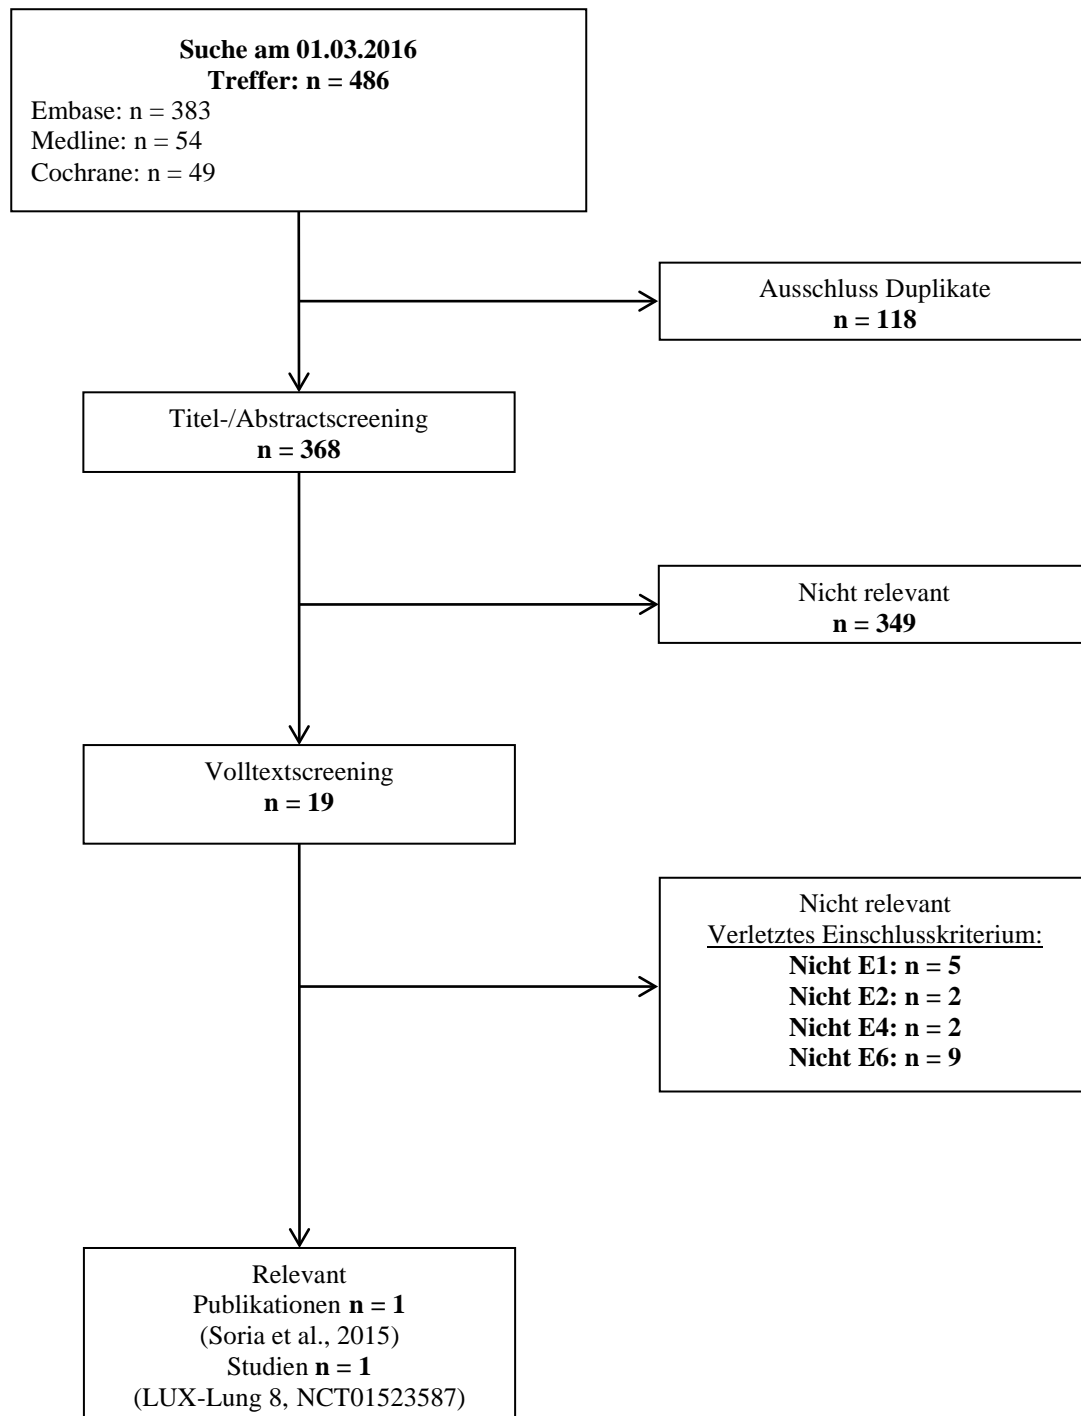 Suche am 01.03.2016
Treffer: n = 486
Embase: n = 383
Medline: n = 54
Cochrane: n = 49
Ausschluss Duplikate
n = 118
Titel-/Abstractscreening
n = 368
Nicht relevant
n = 349
Volltextscreening
n = 19
Nicht relevant
Verletztes Einschlusskriterium:
Nicht E1: n = 5
Nicht E2: n = 2
Nicht E4: n = 2
Nicht E6: n = 9
Relevant
Publikationen n = 1
(Soria et al., 2015)
Studien n = 1
(LUX-Lung 8, NCT01523587)